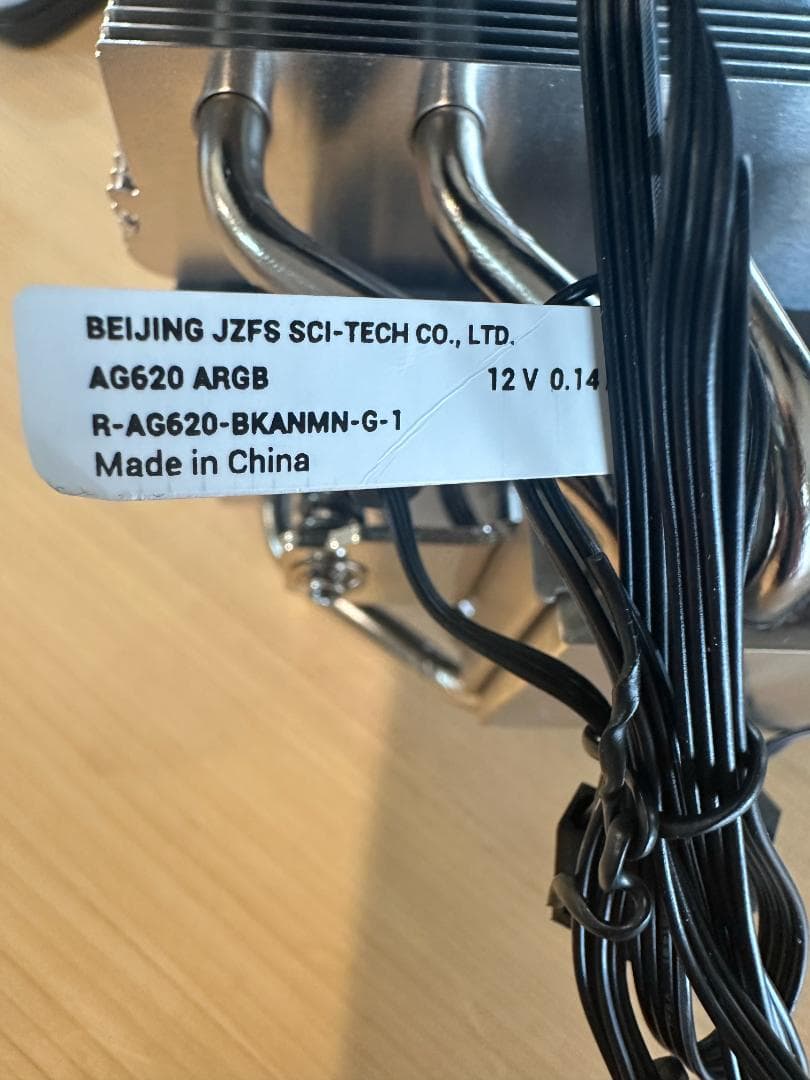 BEIJING JZFS SCI-TECH CO., LTD.
AG620 ARGB 12 V 0.14
R-AG620-BKANMN-G-1
Made in China